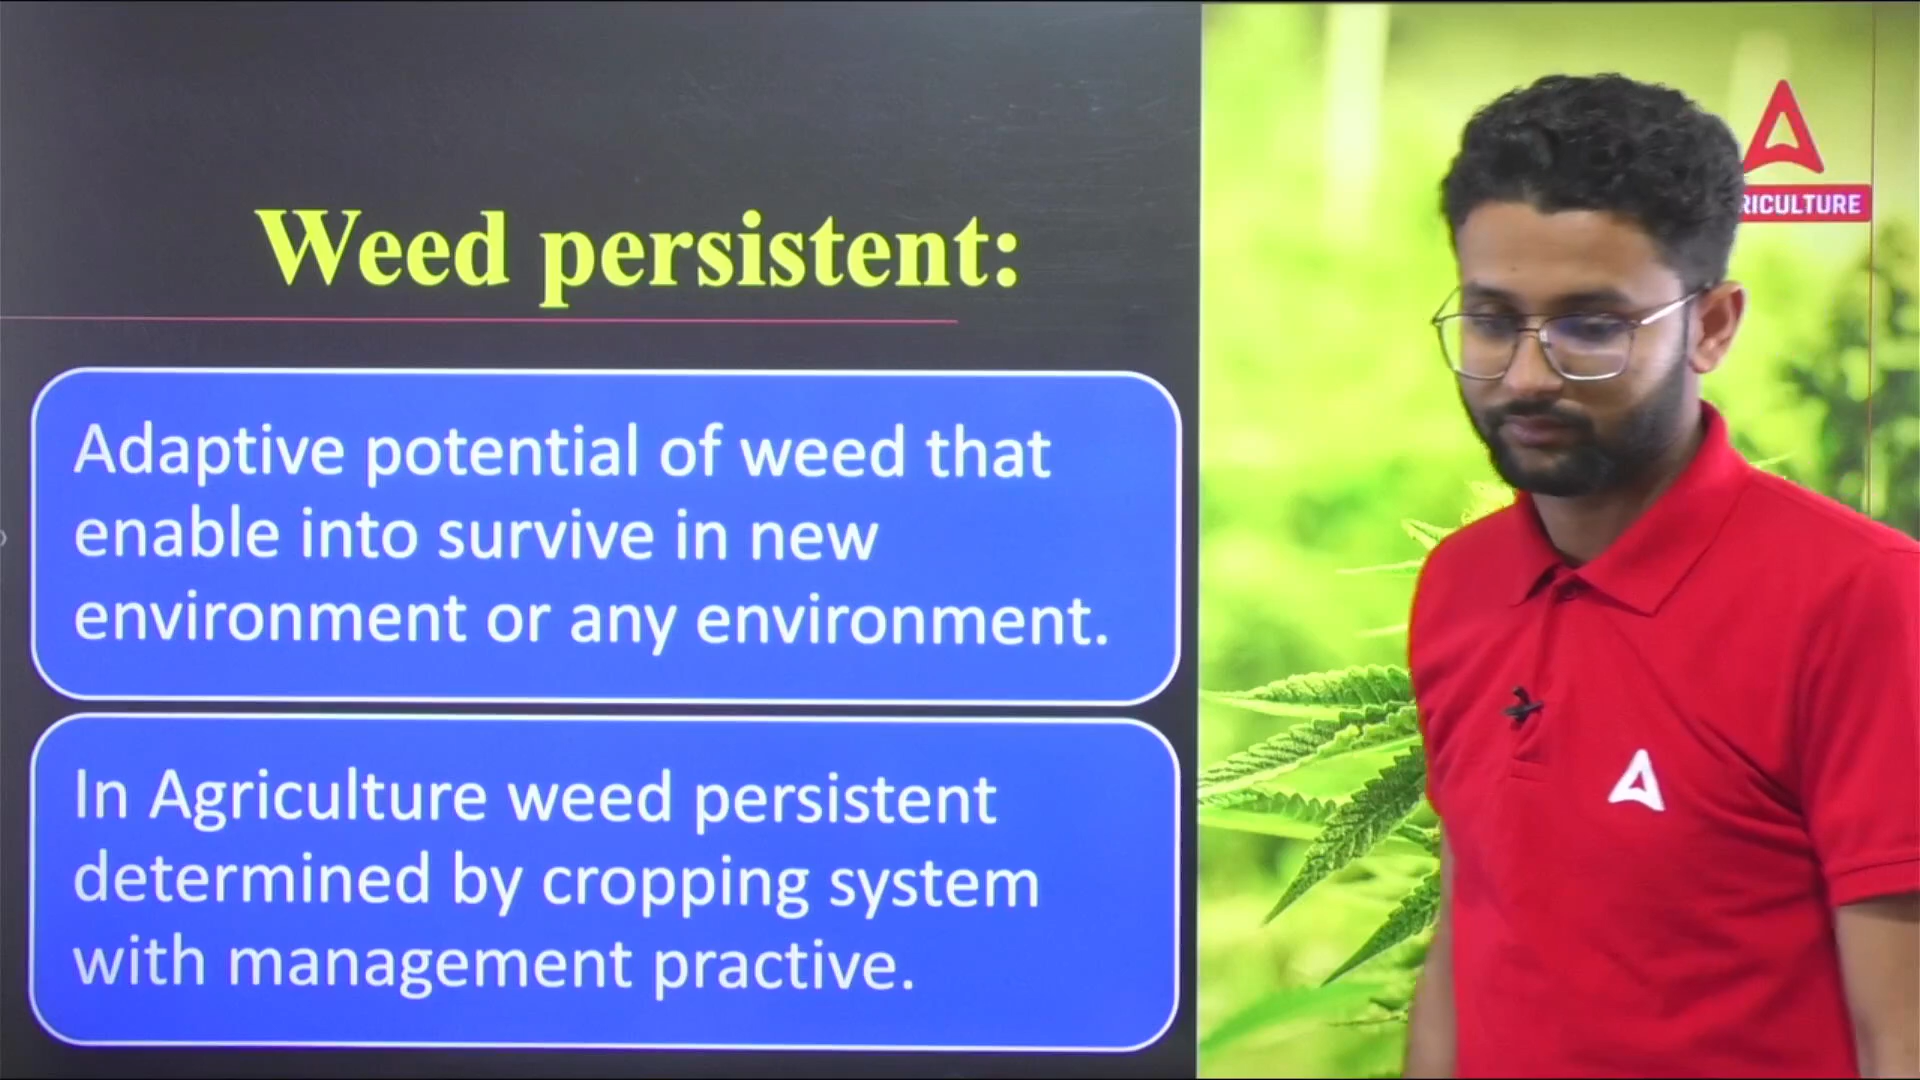 Weed persistent:
Adaptive potential of weed that
enable into survive in new
environment or any environment.
In Agriculture weed persistent
determined by cropping system
with management practive.
RICULTURE